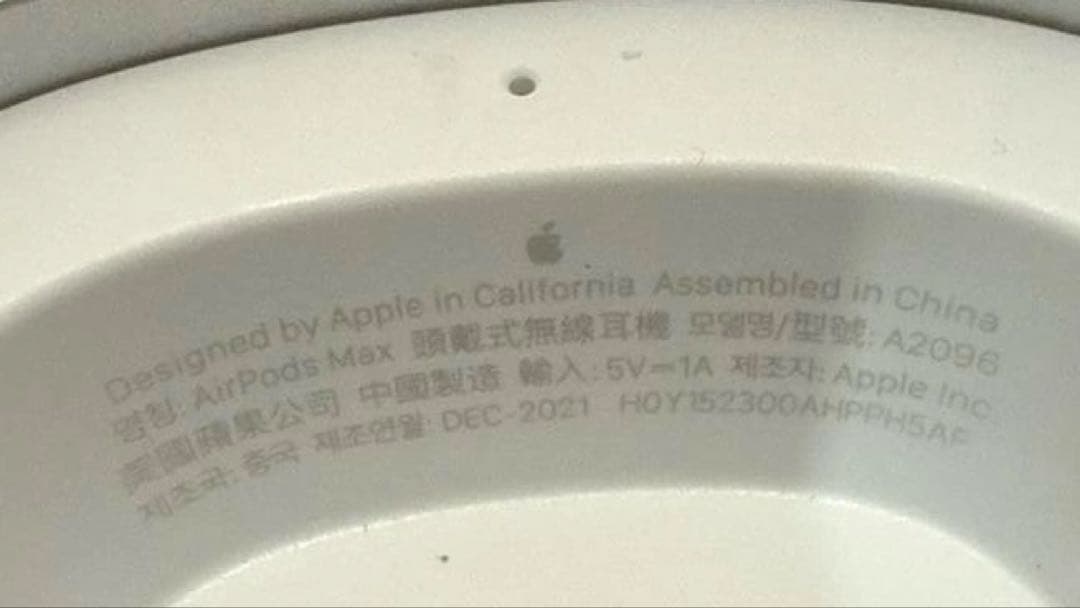 Designed by Apple in California Assembled in China
명칭: AirPods Max 頭戴式無線耳機 모델명/型號: A2096
美國蘋果公司 中國製造 輸入: 5V⎓1A 제조자: Apple Inc.
제조국: 중국 제조연월: DEC-2021 H0Y152300AHPPH5AF